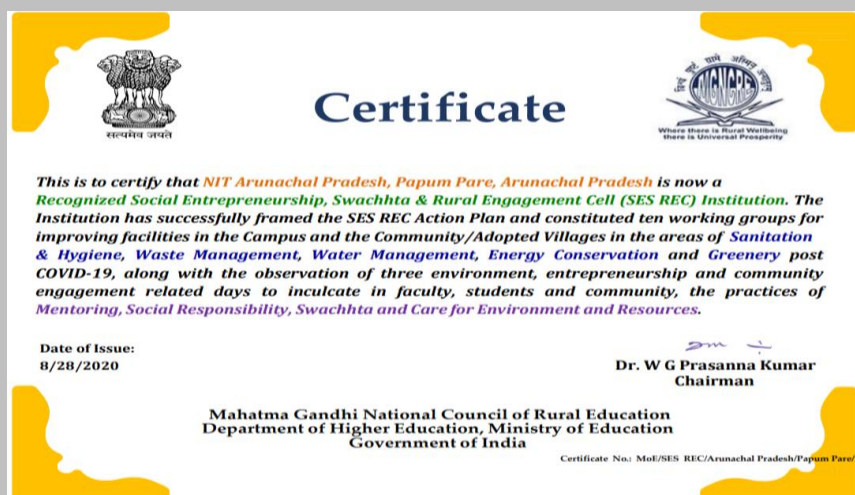 सत्यमेव जयते
Certificate
MGNCRE
Where there is Rural Wellbeing
there is Universal Prosperity
This is to certify that NIT Arunachal Pradesh, Papum Pare, Arunachal Pradesh is now a
Recognized Social Entrepreneurship, Swachhta & Rural Engagement Cell (SES REC) Institution. The
Institution has successfully framed the SES REC Action Plan and constituted ten working groups for
improving facilities in the Campus and the Community/Adopted Villages in the areas of Sanitation
& Hygiene, Waste Management, Water Management, Energy Conservation and Greenery post
COVID-19, along with the observation of three environment, entrepreneurship and community
engagement related days to inculcate in faculty, students and community, the practices of
Mentoring, Social Responsibility, Swachhta and Care for Environment and Resources.
Date of Issue:
8/28/2020
Dr. W G Prasanna Kumar
Chairman
Mahatma Gandhi National Council of Rural Education
Department of Higher Education, Ministry of Education
Government of India
Certificate No.: MoE/SES REC/Arunachal Pradesh/Papum Pare/